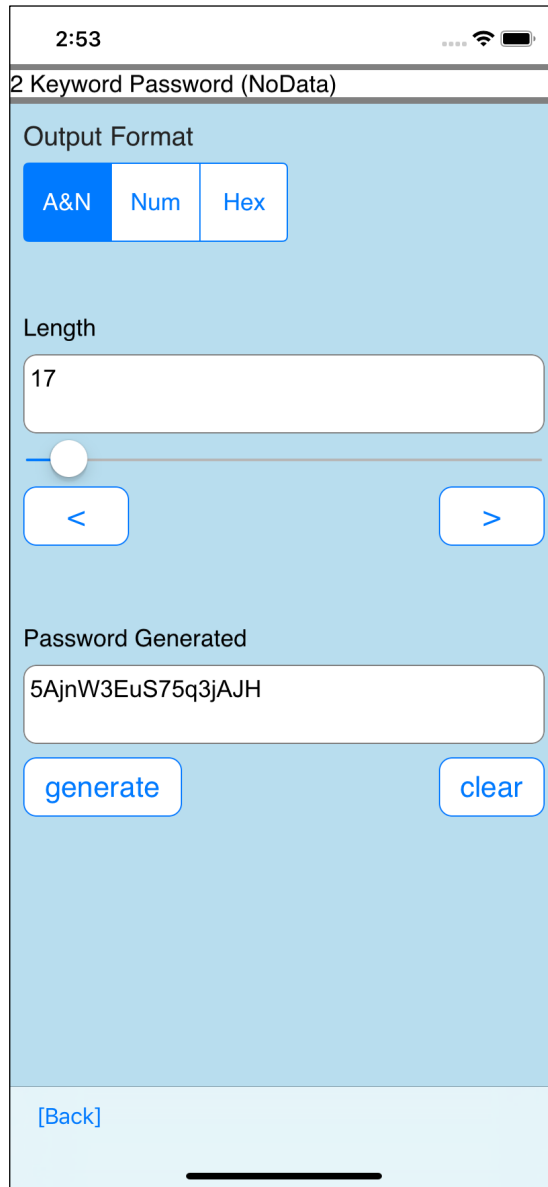 2:53
2 Keyword Password (NoData)
Output Format
A&N Num Hex
Length
17
< >
Password Generated
5AjnW3EuS75q3jAJH
generate clear
[Back]